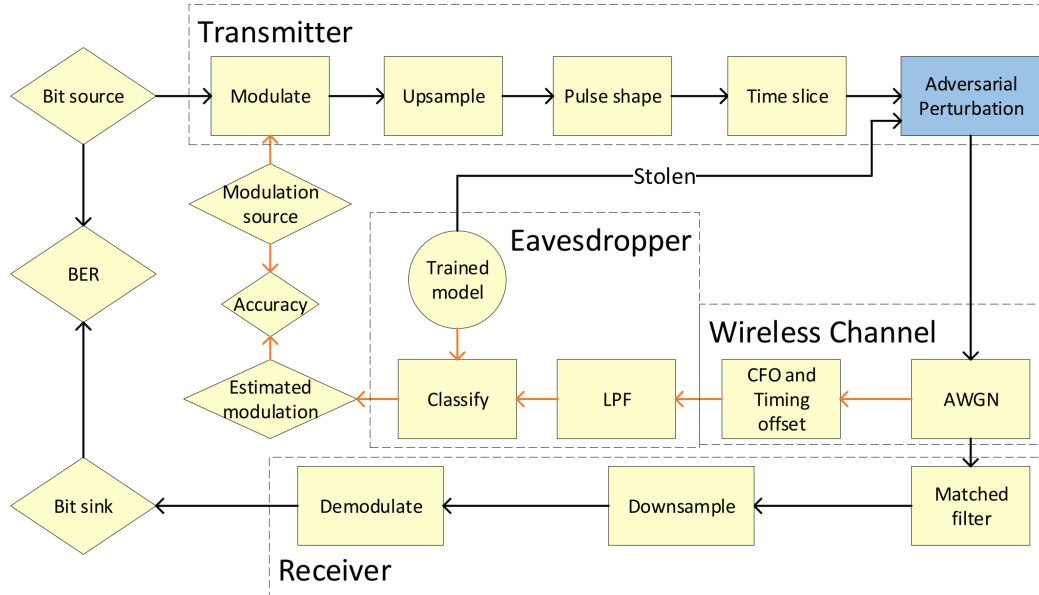 Transmitter
Bit source
Modulate
Upsample
Pulse shape
Time slice
Adversarial
Perturbation
Stolen
Modulation
source
Eavesdropper
BER
Trained
model
Accuracy
Wireless Channel
Estimated
modulation
Classify
LPF
CFO and
Timing
offset
AWGN
Bit sink
Demodulate
Downsample
Matched
filter
Receiver